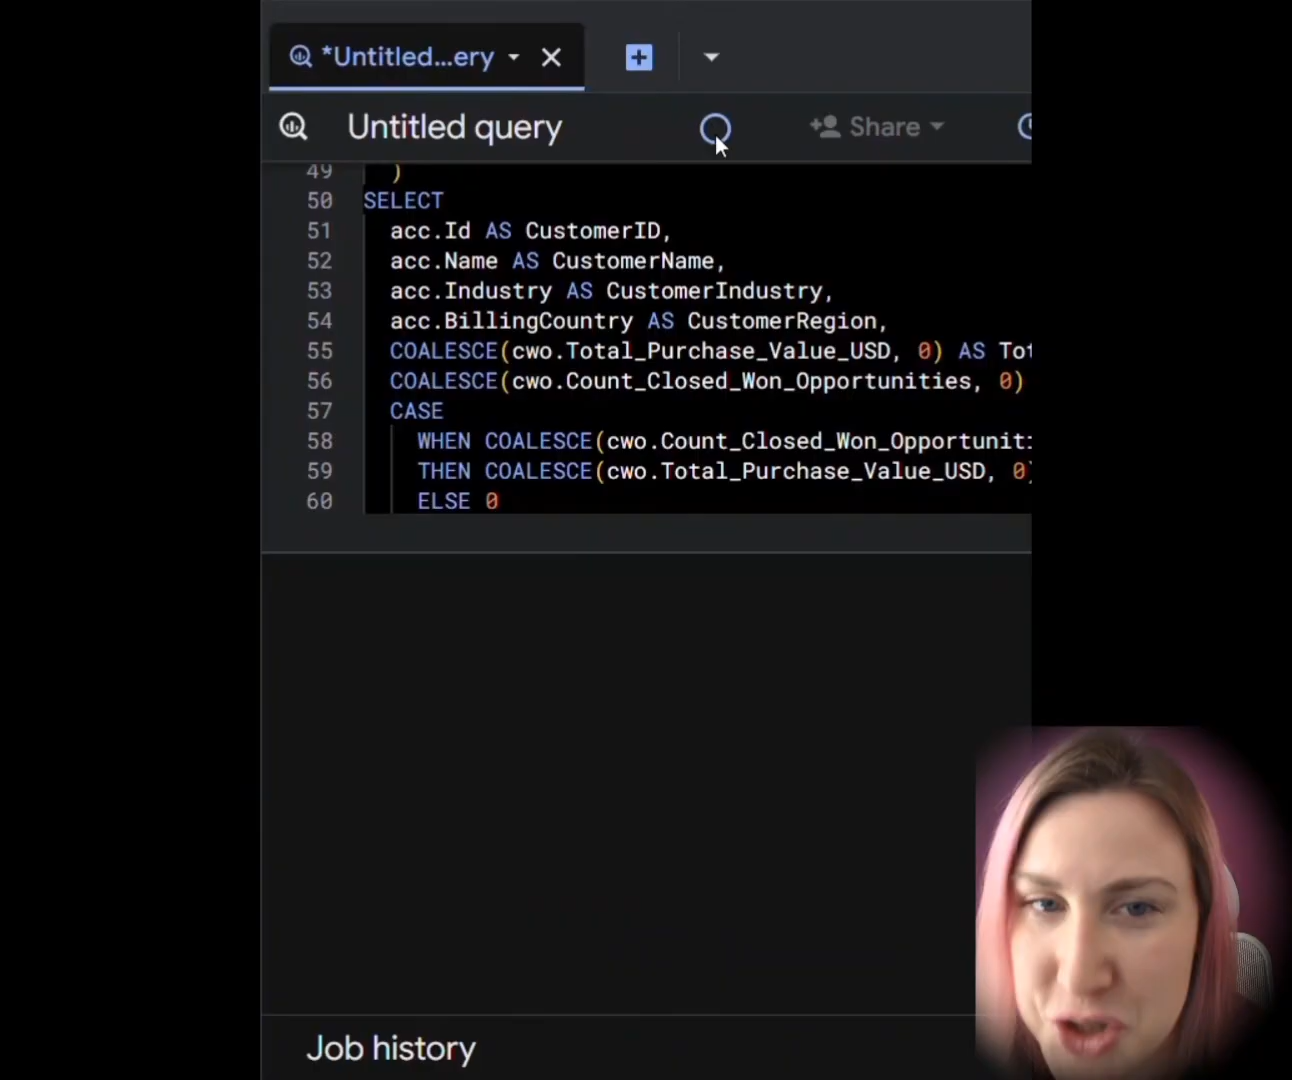 *Untitled...ery
Untitled query
Share
49 )
50 SELECT
51 acc.Id AS CustomerID,
52 acc.Name AS CustomerName,
53 acc.Industry AS CustomerIndustry,
54 acc.BillingCountry AS CustomerRegion,
55 COALESCE(cwo.Total_Purchase_Value_USD, 0) AS Tot
56 COALESCE(cwo.Count_Closed_Won_Opportunities, 0)
57 CASE
58 WHEN COALESCE(cwo.Count_Closed_Won_Opportunit
59 THEN COALESCE(cwo.Total_Purchase_Value_USD, 0)
60 ELSE 0
Job history